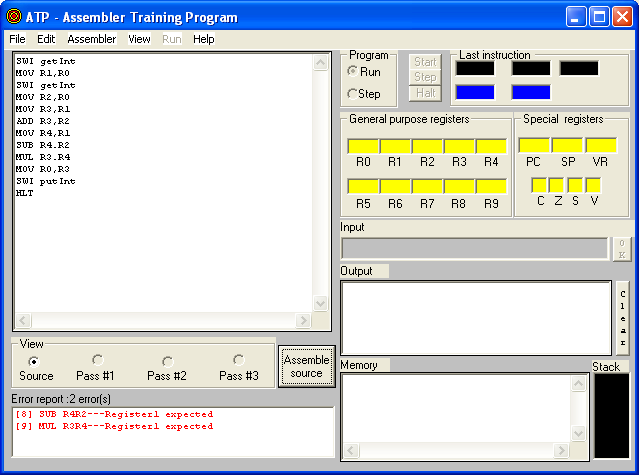 ATP - Assembler Training Program
File Edit Assembler View Run Help
SWI getInt
MOV R1,R0
SWI getInt
MOV R2,R0
MOV R3,R1
ADD R3,R2
MOV R4,R1
SUB R4.R2
MUL R3.R4
MOV R0,R3
SWI putInt
HLT
View
Source Pass #1 Pass #2 Pass #3
Assemble
source
Error report :2 error(s)
[8] SUB R4R2---Register1 expected
[9] MUL R3R4---Register1 expected
Program
Run
Step
Start
Step
Halt
Last instruction
General purpose registers
R0 R1 R2 R3 R4
R5 R6 R7 R8 R9
Special registers
PC SP VR
C Z S V
Input
O
K
Output
C
l
e
a
r
Memory
Stack